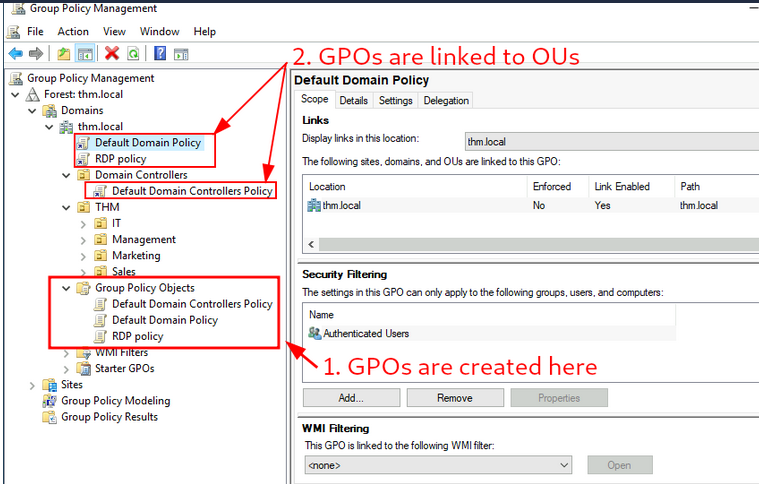 Group Policy Management
File Action View Window Help
2. GPOs are linked to OUs
Group Policy Management
Forest: thm.local
Domains
thm.local
Default Domain Policy
RDP policy
Domain Controllers
Default Domain Controllers Policy
THM
IT
Management
Marketing
Sales
Group Policy Objects
Default Domain Controllers Policy
Default Domain Policy
RDP policy
WMI Filters
Starter GPOs
Sites
Group Policy Modeling
Group Policy Results
1. GPOs are created here
Default Domain Policy
Scope Details Settings Delegation
Links
Display links in this location: thm.local
The following sites, domains, and OUs are linked to this GPO:
Location Enforced Link Enabled Path
thm.local No Yes thm.local
Security Filtering
The settings in this GPO can only apply to the following groups, users, and computers:
Name
Authenticated Users
Add... Remove Properties
WMI Filtering
This GPO is linked to the following WMI filter:
<none> Open